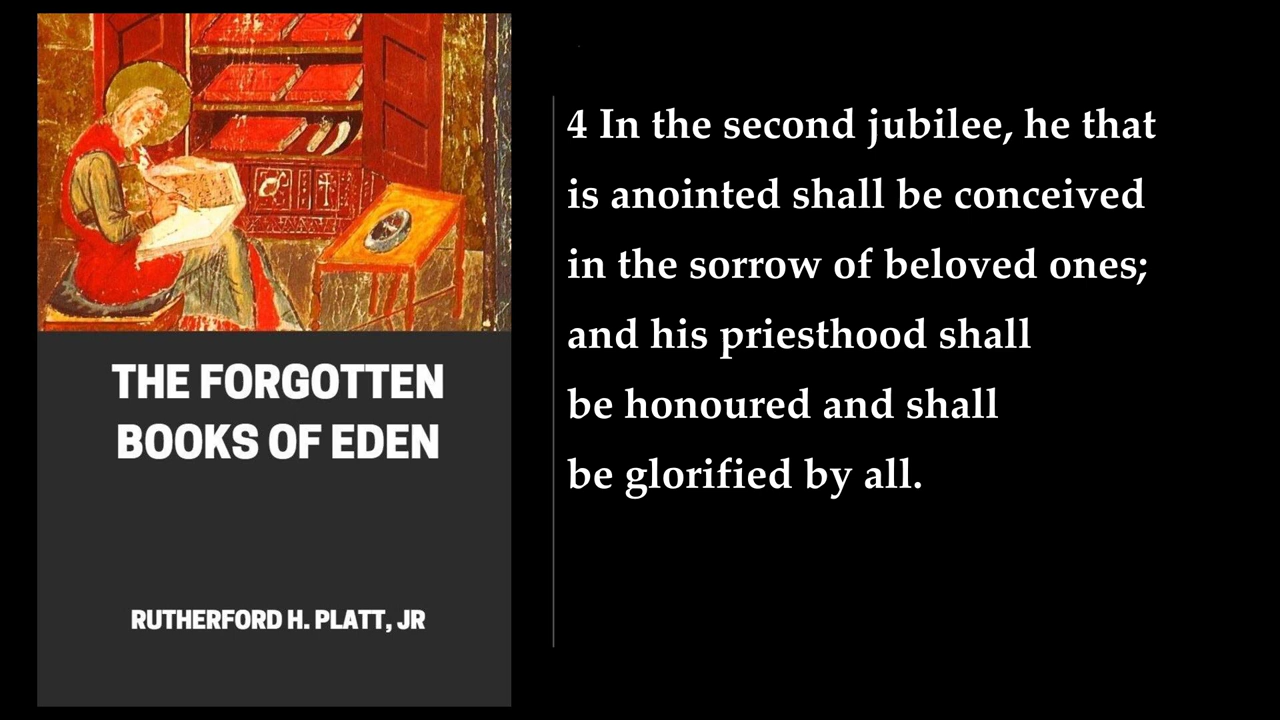 THE FORGOTTEN
BOOKS OF EDEN
RUTHERFORD H. PLATT, JR
4 In the second jubilee, he that
is anointed shall be conceived
in the sorrow of beloved ones;
and his priesthood shall
be honoured and shall
be glorified by all.